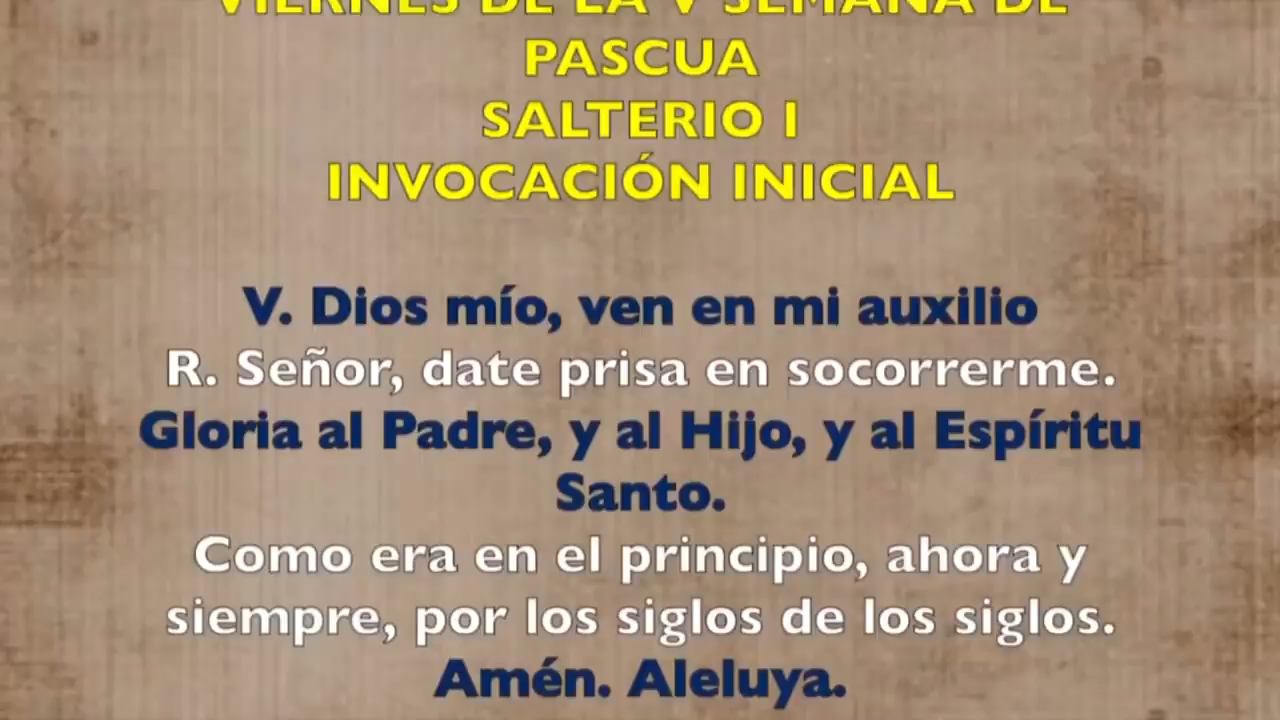 VIERNES DE LA V SEMANA DE
PASCUA
SALTERIO I
INVOCACIÓN INICIAL
V. Dios mío, ven en mi auxilio
R. Señor, date prisa en socorrerme.
Gloria al Padre, y al Hijo, y al Espíritu
Santo.
Como era en el principio, ahora y
siempre, por los siglos de los siglos.
Amén. Aleluya.